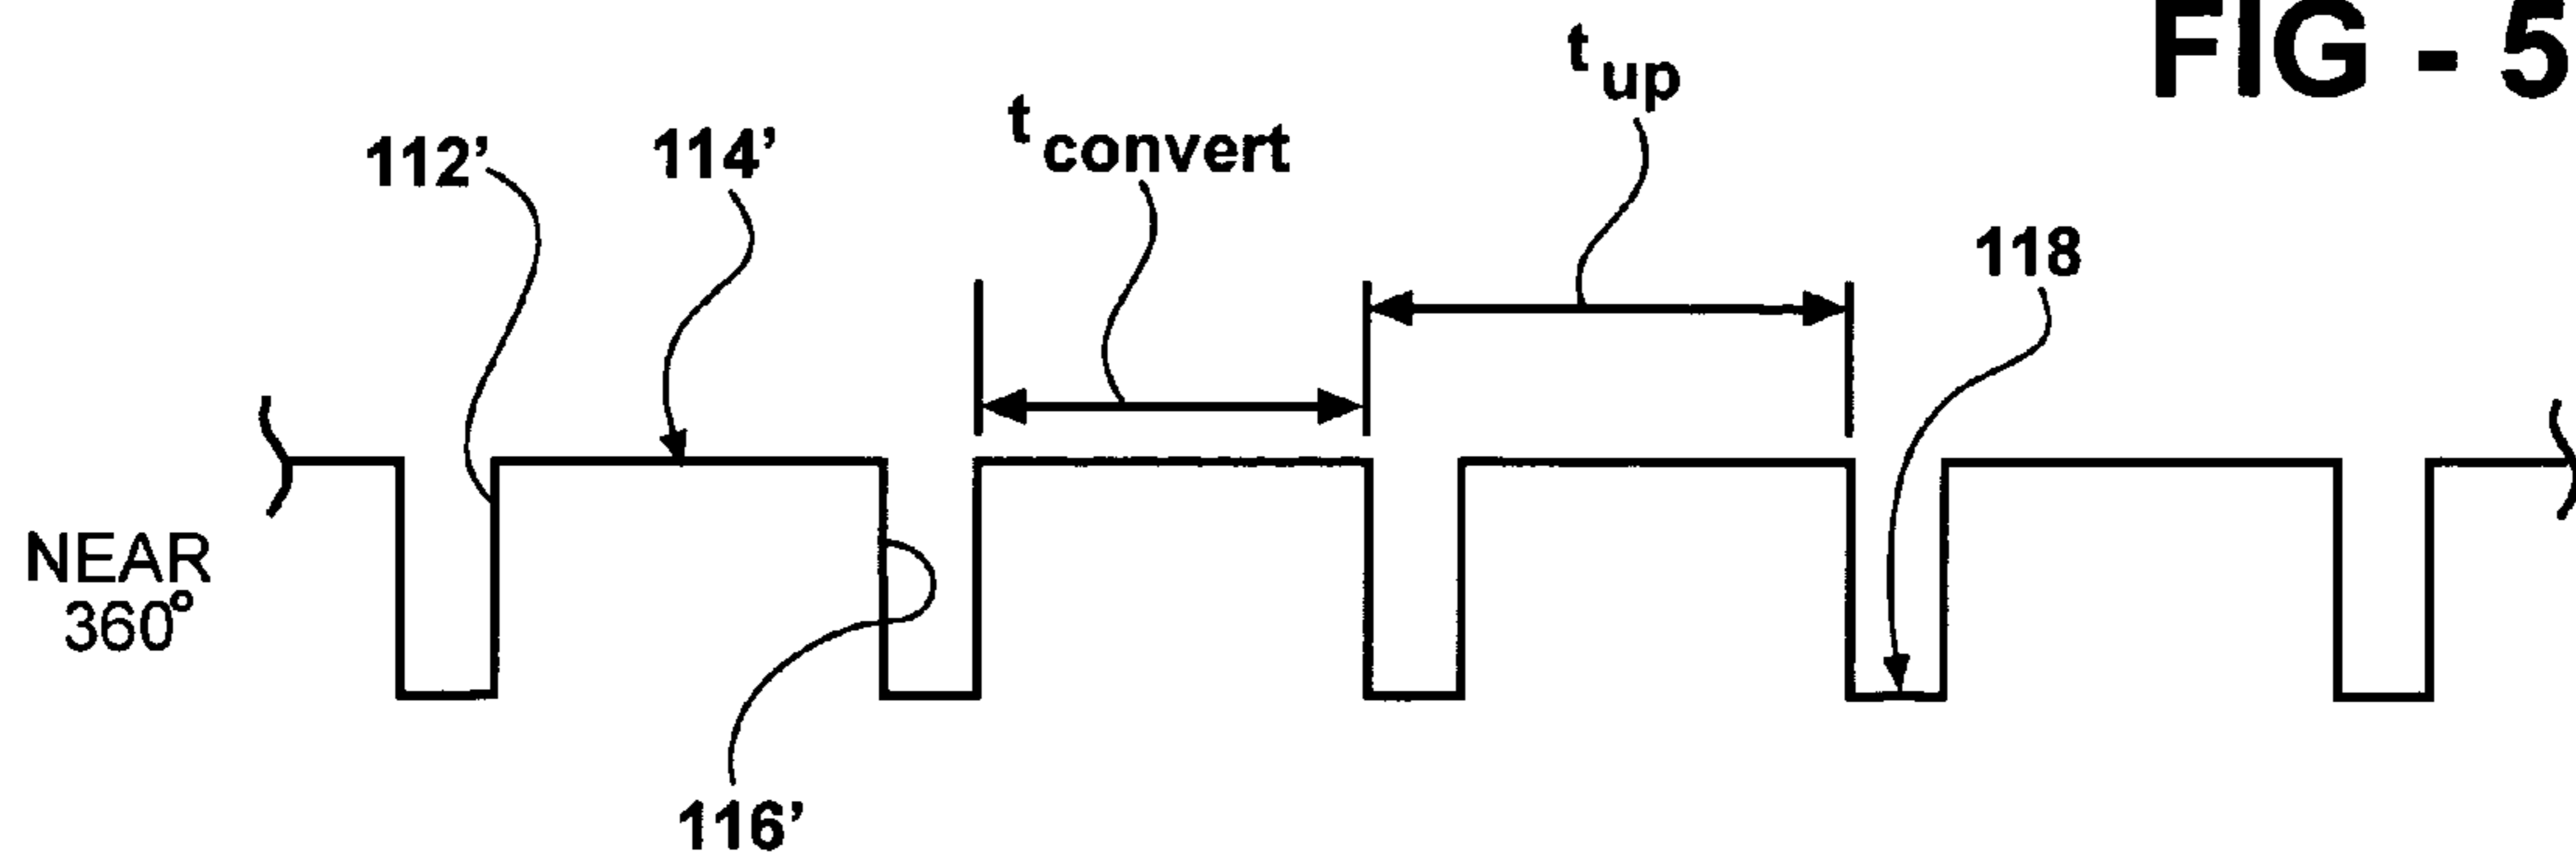 FIG - 5
t up
t convert
112’
114’
118
NEAR
360°
116’